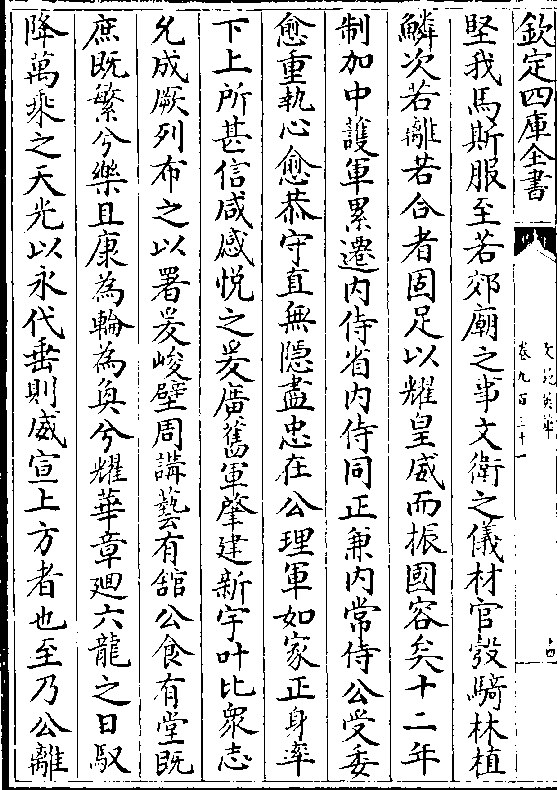 欽定四庫全書
文苑英華
卷九百三十一
十四
堅我馬斯服至若郊廟之事文衛之儀材官彀騎林植
鱗次若離若合者固足以耀皇威而振國容矣十二年
制加中護軍累遷内侍省内侍同正兼内常侍公受委
愈重執心愈恭守直無隱盡忠在公理軍如家正身率
下上所甚信咸感悦之爰廣舊軍肇建新宇叶比衆志
允成厥列布之以署爰峻壁周講藝有舘公食有堂既
庶既繁兮樂且康為輪為奐兮耀華章廻六龍之日馭
降萬乘之天光以永代垂則威宣上方者也至乃公離